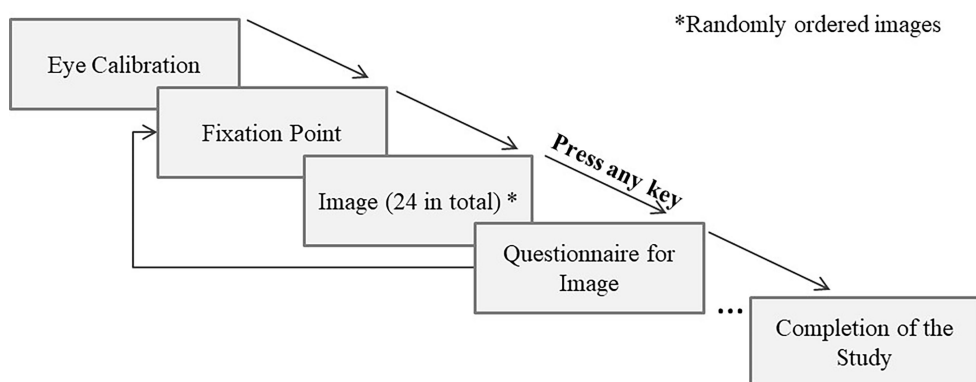 *Randomly ordered images
Eye Calibration
Fixation Point
Press any key
Image (24 in total) *
Questionnaire for
Image
...
Completion of the
Study